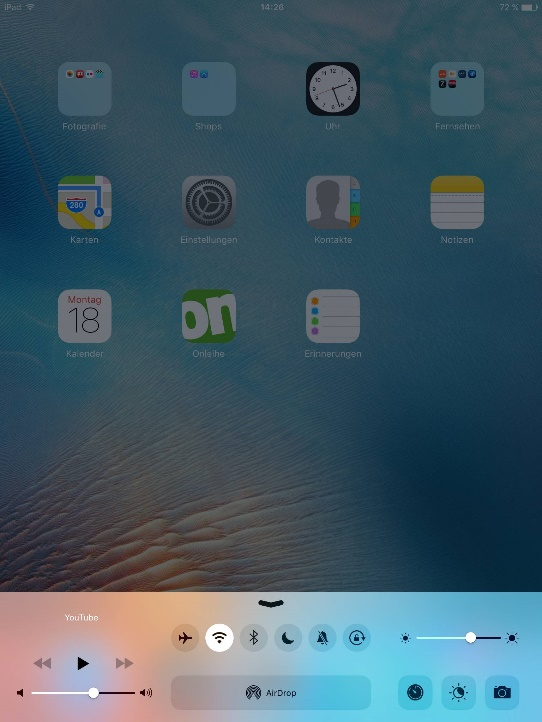 iPad
14:26
72 %
Fotografie
Shops
Uhr
Fernsehen
280
Karten
Einstellungen
Kontakte
Notizen
Montag
18
on
Kalender
Onleihe
Erinnerungen
YouTube
AirDrop